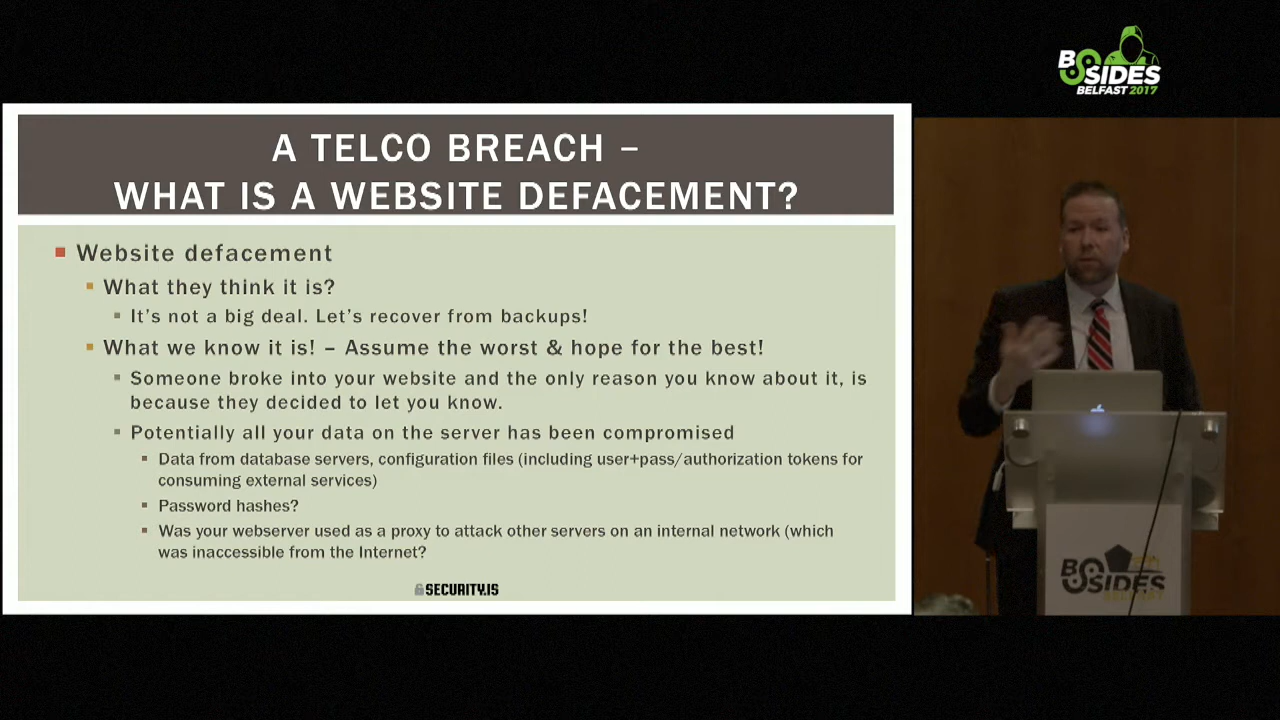 BSIDES
BELFAST 2017
A TELCO BREACH –
WHAT IS A WEBSITE DEFACEMENT?
Website defacement
What they think it is?
It's not a big deal. Let's recover from backups!
What we know it is! – Assume the worst & hope for the best!
Someone broke into your website and the only reason you know about it, is
because they decided to let you know.
Potentially all your data on the server has been compromised
Data from database servers, configuration files (including user+pass/authorization tokens for
consuming external services)
Password hashes?
Was your webserver used as a proxy to attack other servers on an internal network (which
was inaccessible from the Internet?
SECURITY.IS
BSIDES
BELFAST